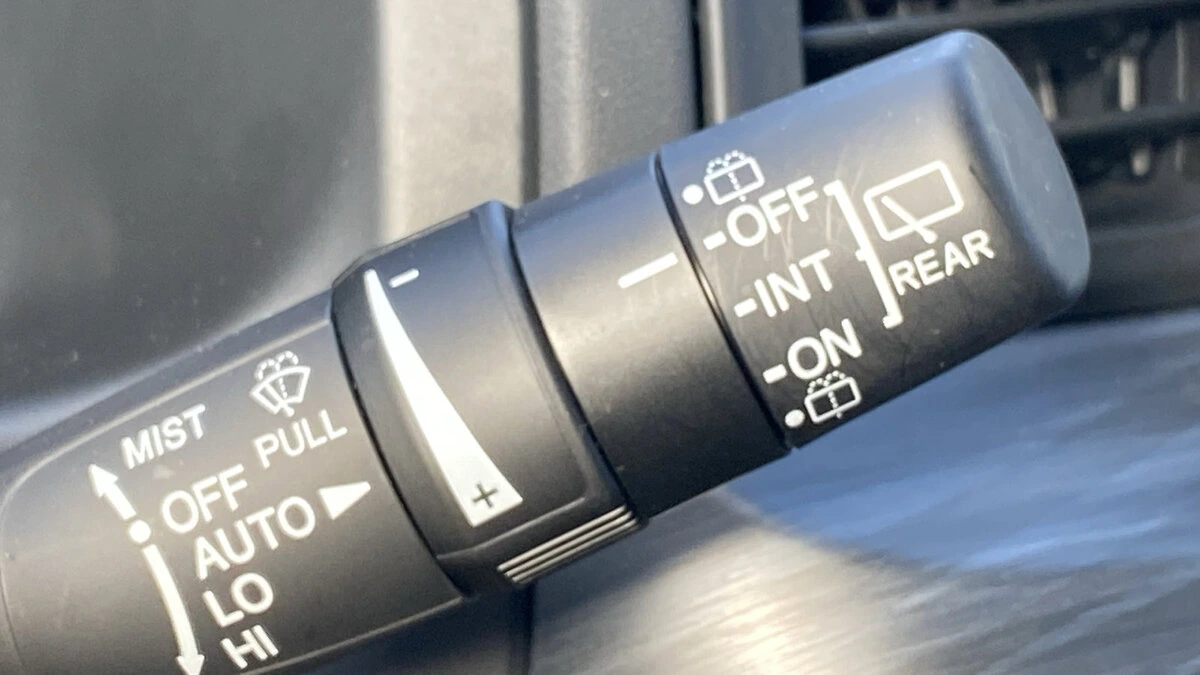 MIST
PULL
OFF
AUTO
LO
HI
-
+
-OFF
-INT
-ON
REAR